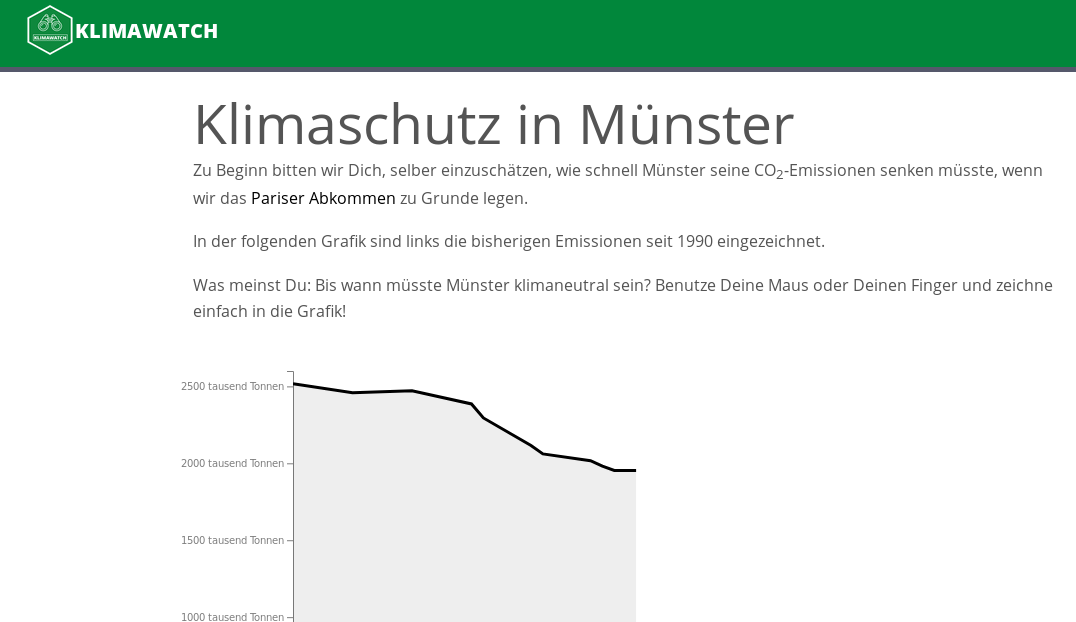 KLIMAWATCH
KLIMAWATCH
Klimaschutz in Münster
Zu Beginn bitten wir Dich, selber einzuschätzen, wie schnell Münster seine CO₂-Emissionen senken müsste, wenn
wir das Pariser Abkommen zu Grunde legen.
In der folgenden Grafik sind links die bisherigen Emissionen seit 1990 eingezeichnet.
Was meinst Du: Bis wann müsste Münster klimaneutral sein? Benutze Deine Maus oder Deinen Finger und zeichne
einfach in die Grafik!
2500 tausend Tonnen
2000 tausend Tonnen
1500 tausend Tonnen
1000 tausend Tonnen